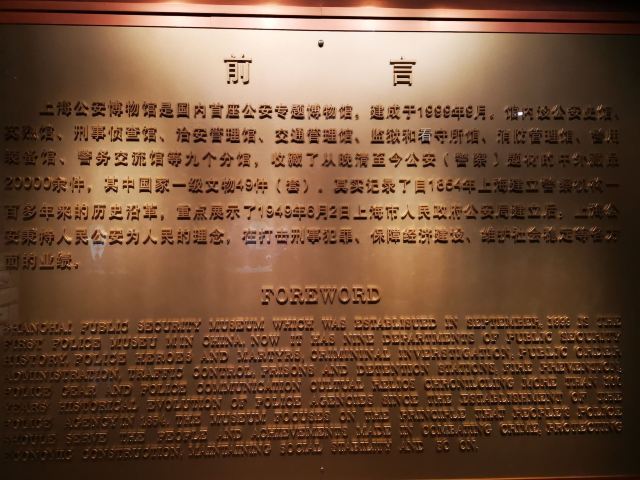 前言
上海公安博物馆是国内首座公安专题博物馆，建成于1999年9月。馆内设公安史馆、
英烈馆、刑事侦查馆、治安管理馆、交通管理馆、监狱和看守所馆、消防管理馆、警用
装备馆、警务交流馆等九个分馆，收藏了从晚清至今公安（警察）题材的中外藏品
20000余件，其中国家一级文物49件（套）。真实记录了自1854年上海建立警察机构一
百多年来的历史沿革，重点展示了1949年6月2日上海市人民政府公安局建立后，上海公
安秉持人民公安为人民的理念，在打击刑事犯罪、保障经济建设、维护社会稳定等各方
面的业绩。
FOREWORD
SHANGHAI PUBLIC SECURITY MUSEUM WHICH WAS ESTABLISHED IN SEPTEMBER, 1999 IS THE
FIRST POLICE MUSEU M IN CHINA. NOW IT HAS NINE DEPARTMENTS OF PUBLIC SECURITY
HISTORY, POLICE HEROES AND MARTYRS, CRIMININAL INVERSTIGATION, PUBLIC ORDER
ADMINISTRATION, TRAFFIC CONTROL, PRISONS AND DETENTION FIRE PREVENTION,
POLICE GEAR AND POLICE COMMUNICATION CULTURAL RELICS CHRONICLING MORE THAN 100
YEARS' HISTORICAL EVOLUTION OF POLICE AGENCIES SINCE THE ESTABLISHMENT OF THE
POLICE AGENCY IN 1854. THE MUSEUM FOCUSES ON THE PRINCIPLE THAT PEOPLE'S POLICE
SHOULE SERVE THE PEOPLE AND ACHIEVEMENTS MADE IN COMBATING CRIME, PROTECTING
ECONOMIC CONSTRUCTION, MAINTAINING SOCIAL STABILITY AND SO ON.